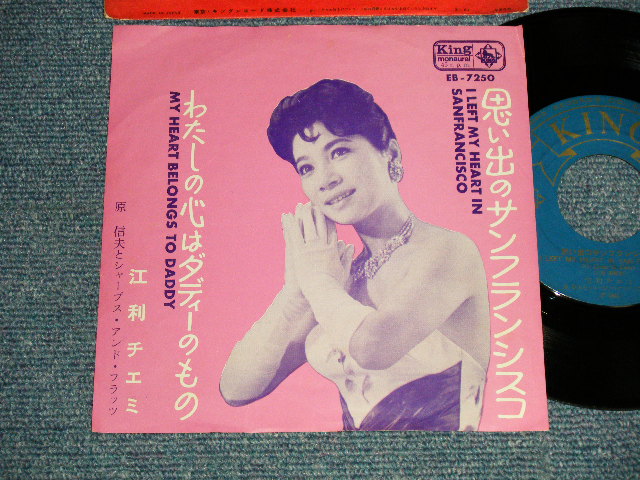 King
monaural
45 r.p.m.
EB-7250
思い出のサンフランシスコ
I LEFT MY HEART IN
SANFRANCISCO
わたしの心はダディーのもの
MY HEART BELONGS TO DADDY
江利チエミ
原 信夫とシャープス・アンド・フラッツ
KING